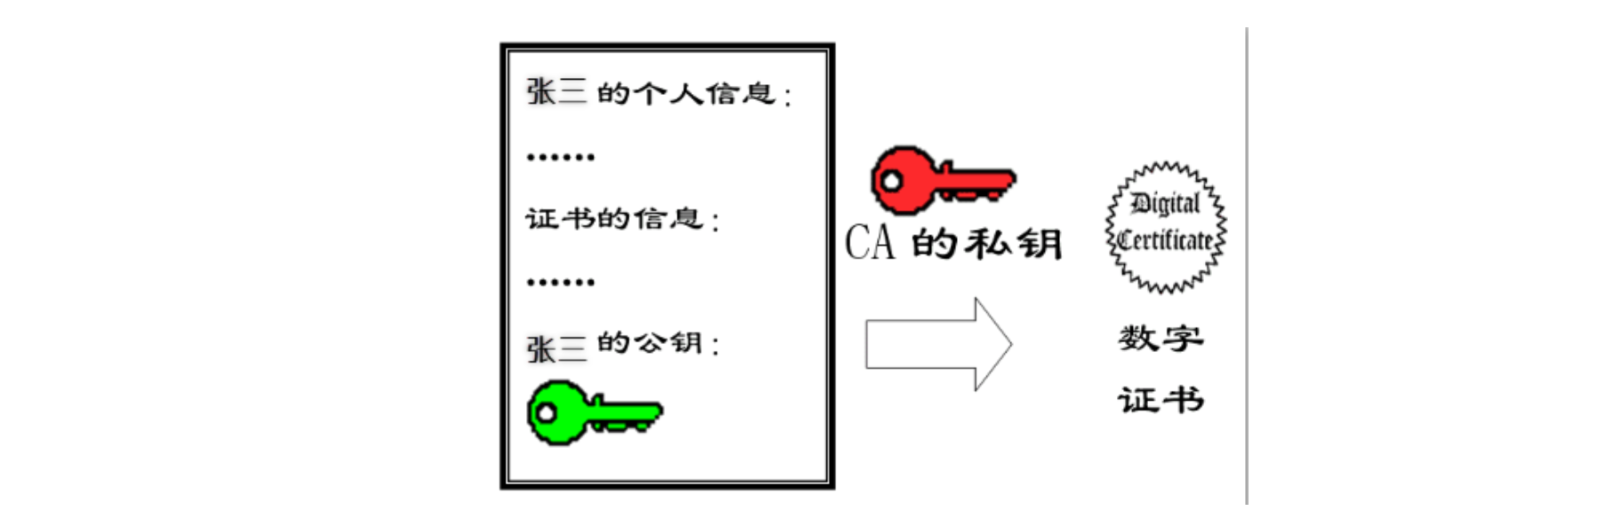 张三的个人信息：
……
证书的信息：
……
张三的公钥：
CA 的私钥
Digital
Certificate
数字
证书